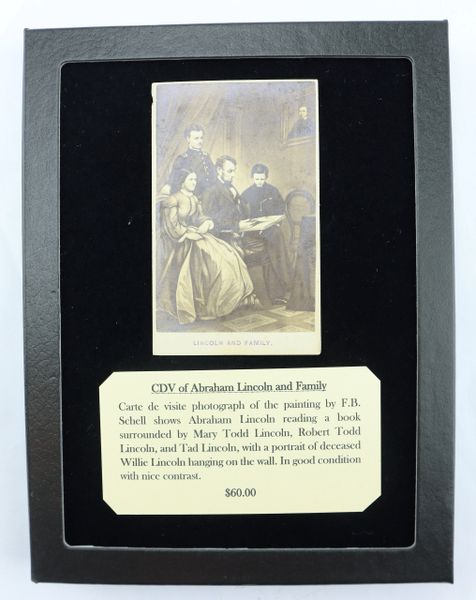 LINCOLN AND FAMILY.
CDV of Abraham Lincoln and Family
Carte de visite photograph of the painting by F.B.
Schell shows Abraham Lincoln reading a book
surrounded by Mary Todd Lincoln, Robert Todd
Lincoln, and Tad Lincoln, with a portrait of deceased
Willie Lincoln hanging on the wall. In good condition
with nice contrast.
$60.00